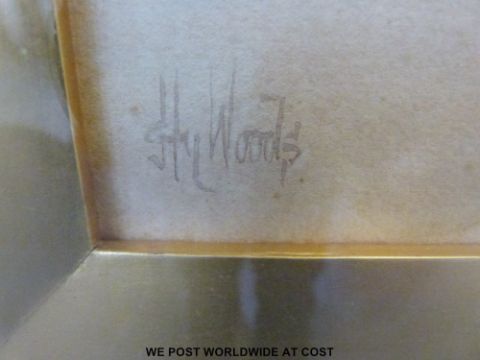 Hy Woods
WE POST WORLDWIDE AT COST